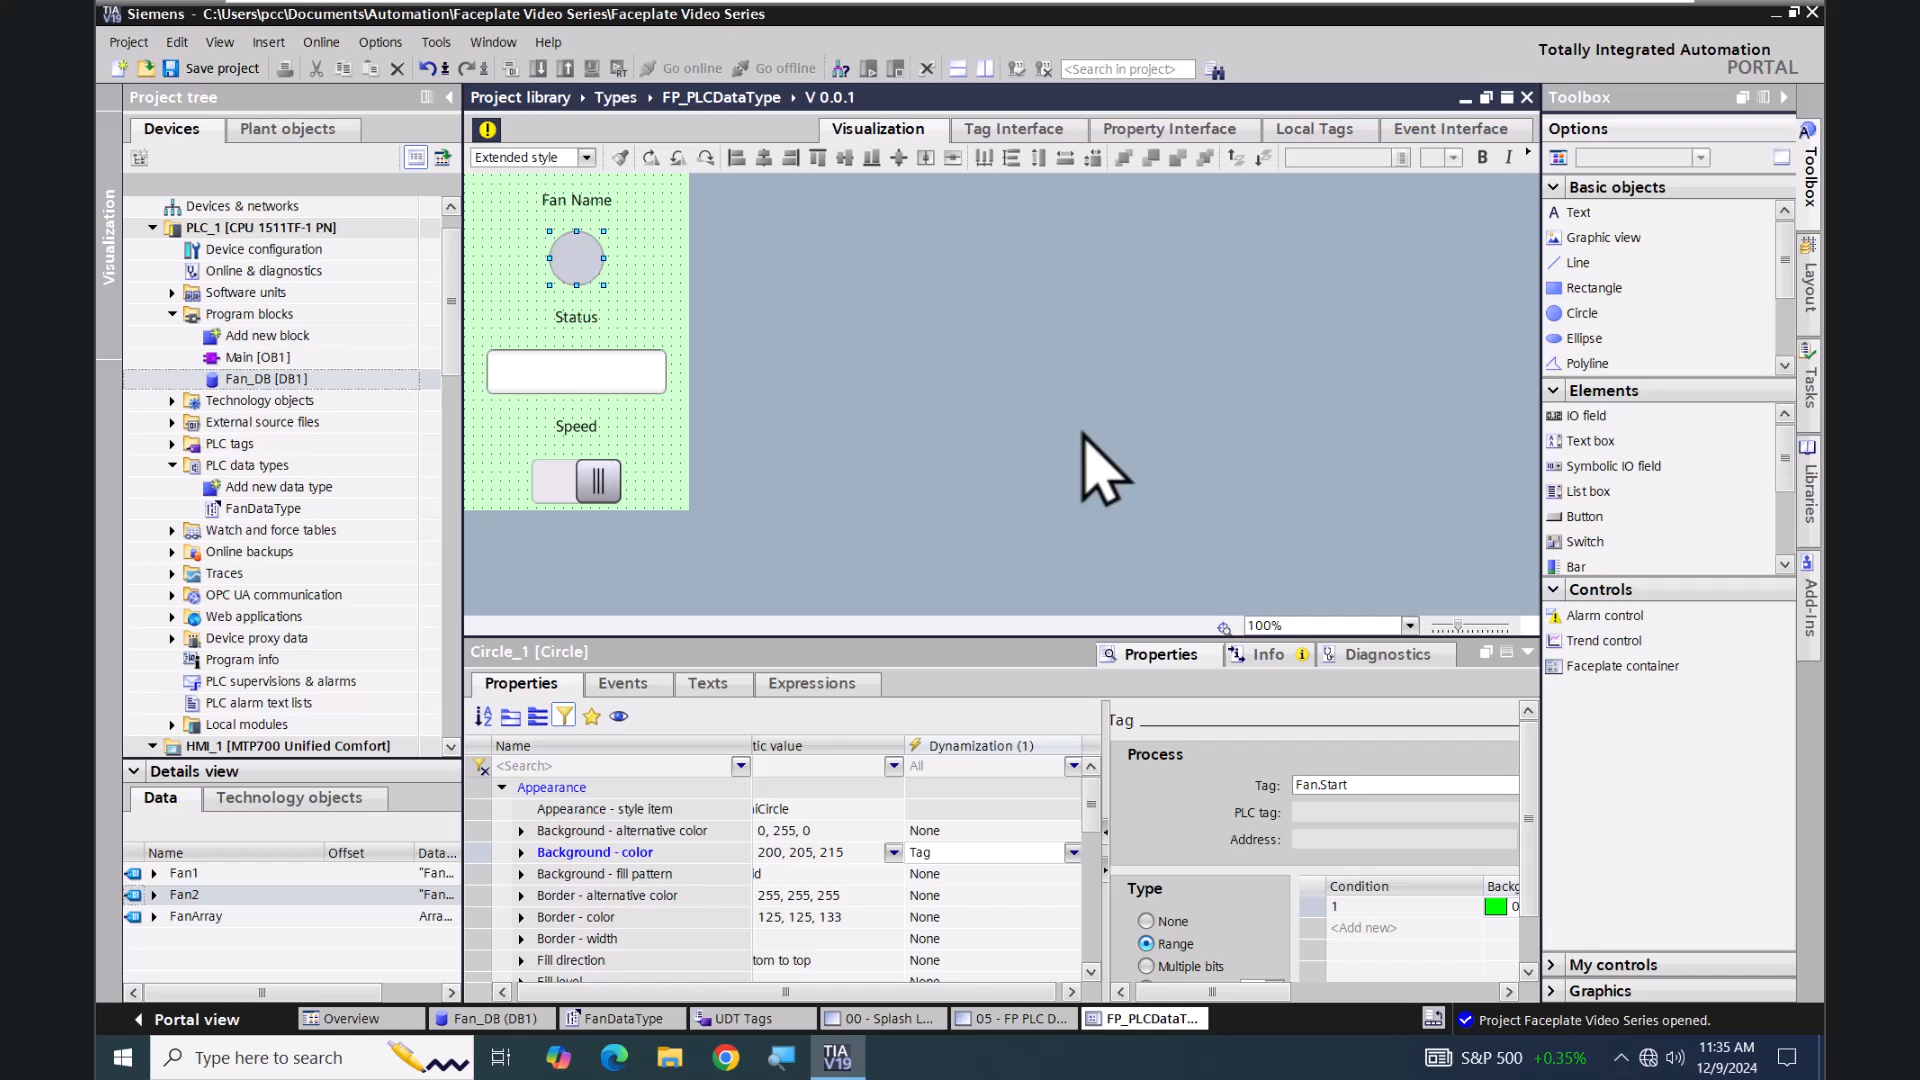 Siemens - C:\Users\pcc\Documents\Automation\Faceplate Video Series\Faceplate Video Series
Project Edit View Insert Online Options Tools Window Help
Totally Integrated Automation
PORTAL
Save project
Go online
Go offline
<Search in project>
Project tree
Project library › Types › FP_PLCDataType › V 0.0.1
Toolbox
Devices
Plant objects
Visualization
Tag Interface
Property Interface
Local Tags
Event Interface
Options
Extended style
B I
Visualization
Devices & networks
PLC_1 [CPU 1511TF-1 PN]
Device configuration
Online & diagnostics
Software units
Program blocks
Add new block
Main [OB1]
Fan_DB [DB1]
Technology objects
External source files
PLC tags
PLC data types
Add new data type
FanDataType
Watch and force tables
Online backups
Traces
OPC UA communication
Web applications
Device proxy data
Program info
PLC supervisions & alarms
PLC alarm text lists
Local modules
HMI_1 [MTP700 Unified Comfort]
Fan Name
Status
Speed
100%
Basic objects
Text
Graphic view
Line
Rectangle
Circle
Ellipse
Polyline
Elements
IO field
Text box
Symbolic IO field
List box
Button
Switch
Bar
Controls
Alarm control
Trend control
Faceplate container
My controls
Graphics
Toolbox
Layout
Tasks
Libraries
Add-Ins
Details view
Data
Technology objects
Name Offset Data...
Fan1 "Fan...
Fan2 "Fan...
FanArray Arra...
Circle_1 [Circle]
Properties
Info
Diagnostics
Properties
Events
Texts
Expressions
Name tic value Dynamization (1)
<Search> All
Appearance
Appearance - style item iCircle
Background - alternative color 0, 255, 0 None
Background - color 200, 205, 215 Tag
Background - fill pattern id None
Border - alternative color 255, 255, 255 None
Border - color 125, 125, 133 None
Border - width None
Fill direction tom to top None
Fill level None
Tag
Process
Tag: Fan.Start
PLC tag:
Address:
Type
None
Range
Multiple bits
Condition Backg
1 0
<Add new>
Portal view
Overview
Fan_DB (DB1)
FanDataType
UDT Tags
00 - Splash L...
05 - FP PLC D...
FP_PLCDataT...
Project Faceplate Video Series opened.
Type here to search
TIA
V19
S&P 500 +0.35%
11:35 AM
12/9/2024